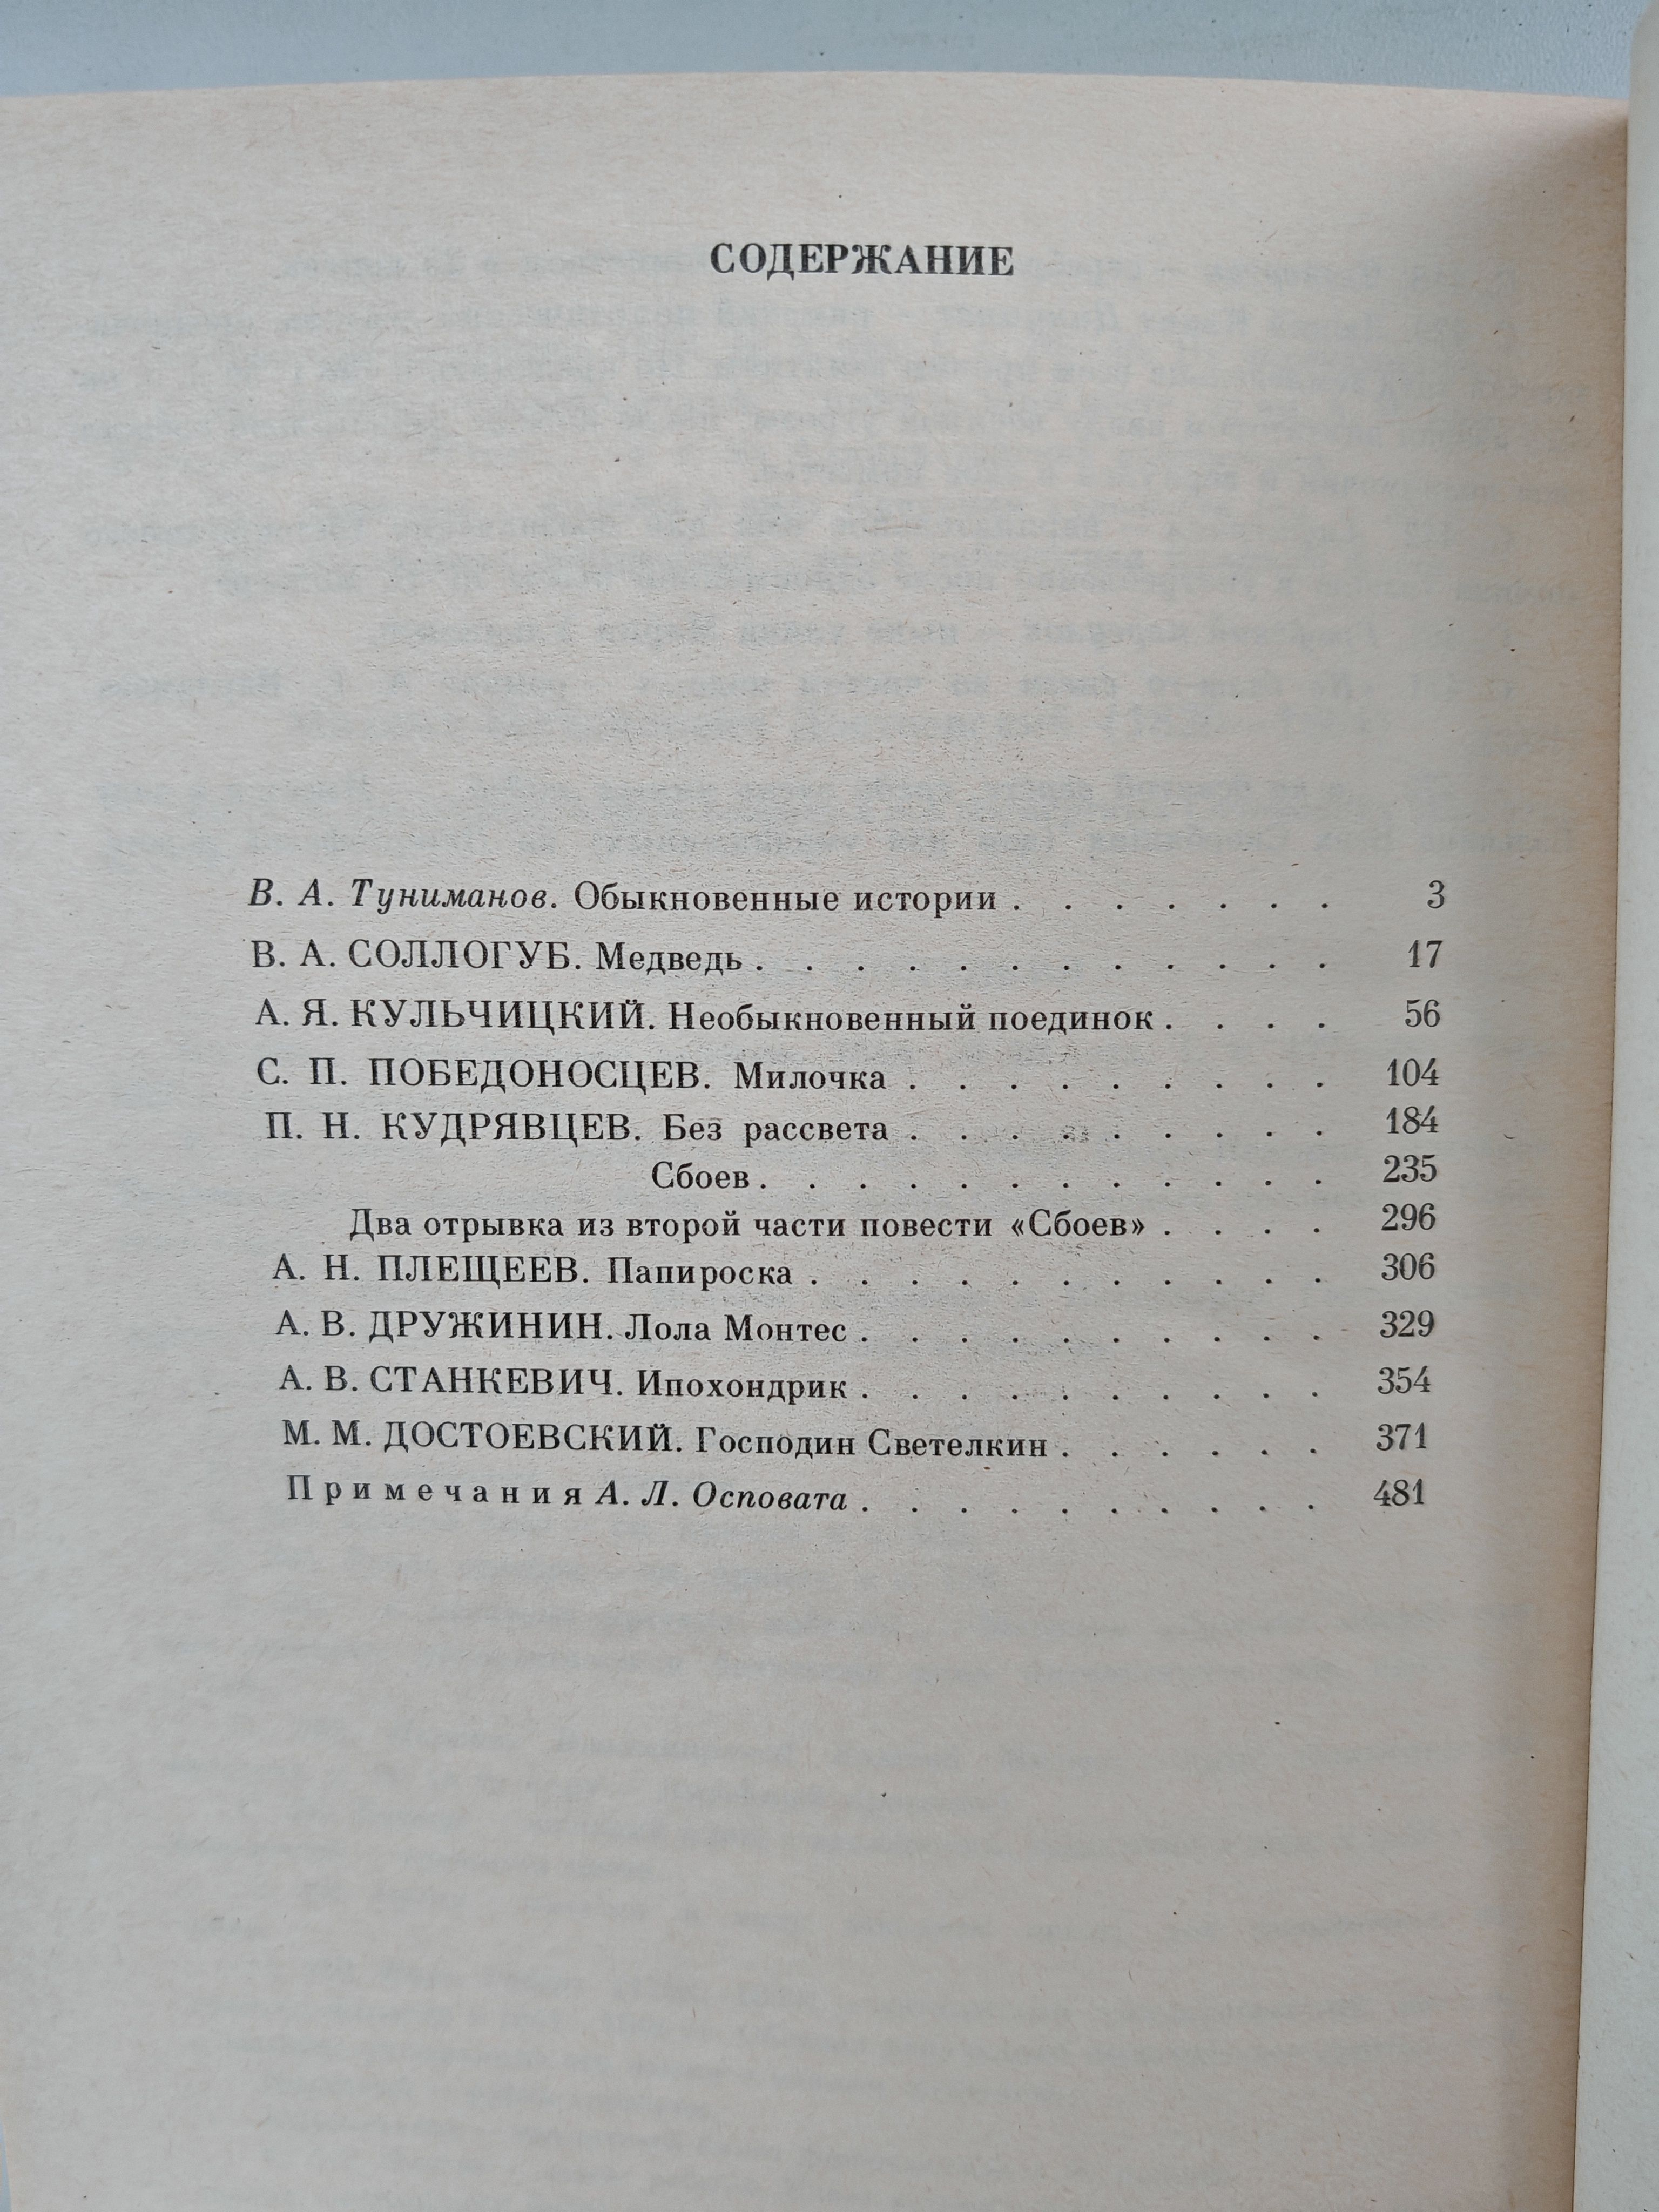 СОДЕРЖАНИЕ
В. А. Туниманов. Обыкновенные истории . . . . . . . 3
В. А. СОЛЛОГУБ. Медведь . . . . . . . . . . . . 17
А. Я. КУЛЬЧИЦКИЙ. Необыкновенный поединок . . . . 56
С. П. ПОБЕДОНОСЦЕВ. Милочка . . . . . . . . . 104
П. Н. КУДРЯВЦЕВ. Без рассвета . . . . . . . . . 184
Сбоев . . . . . . . . . . . . 235
Два отрывка из второй части повести «Сбоев» . . . . 296
А. Н. ПЛЕЩЕЕВ. Папироска . . . . . . . . . . . 306
А. В. ДРУЖИНИН. Лола Монтес . . . . . . . . . . 329
А. В. СТАНКЕВИЧ. Ипохондрик . . . . . . . . . . 354
М. М. ДОСТОЕВСКИЙ. Господин Светелкин . . . . . . 371
Примечания А. Л. Осповата . . . . . . . . . . 481